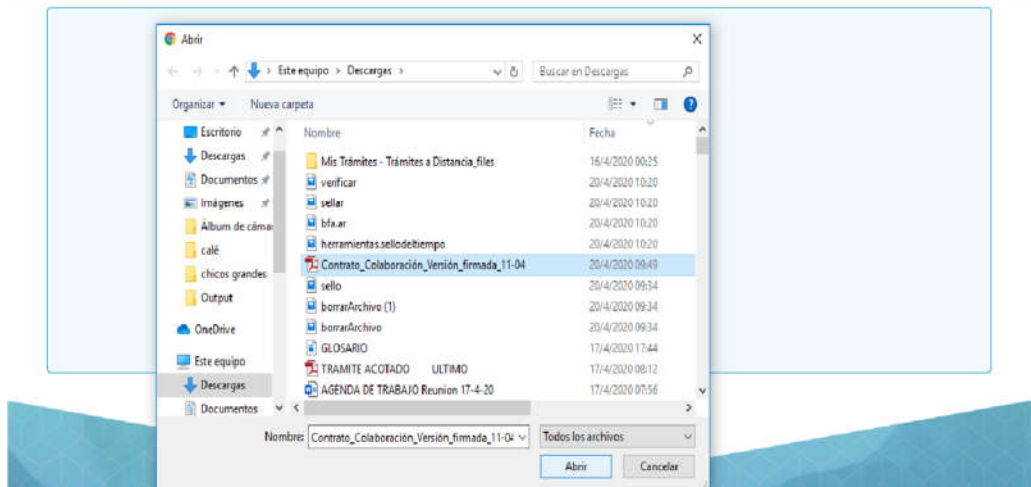 Abrir
Este equipo > Descargas >
Buscar en Descargas
Organizar
Nueva carpeta
Escritorio
Descargas
Documentos
Imágenes
Álbum de cáma
calé
chicos grandes
Output
OneDrive
Este equipo
Descargas
Documentos
Nombre Fecha
Mis Trámites - Trámites a Distancia_files 16/4/2020 00:25
verificar 20/4/2020 10:20
sellar 20/4/2020 10:20
bfa.ar 20/4/2020 10:20
herramientas.sellodeltiempo 20/4/2020 10:20
Contrato_Colaboración_Versión_firmada_11-04 20/4/2020 09:49
sello 20/4/2020 09:34
borrarArchivo (1) 20/4/2020 09:34
borrarArchivo 20/4/2020 09:34
GLOSARIO 17/4/2020 17:44
TRAMITE ACOTADO ULTIMO 17/4/2020 08:12
AGENDA DE TRABAJO Reunion 17-4-20 17/4/2020 07:56
Nombre: Contrato_Colaboración_Versión_firmada_11-04
Todos los archivos
Abrir
Cancelar